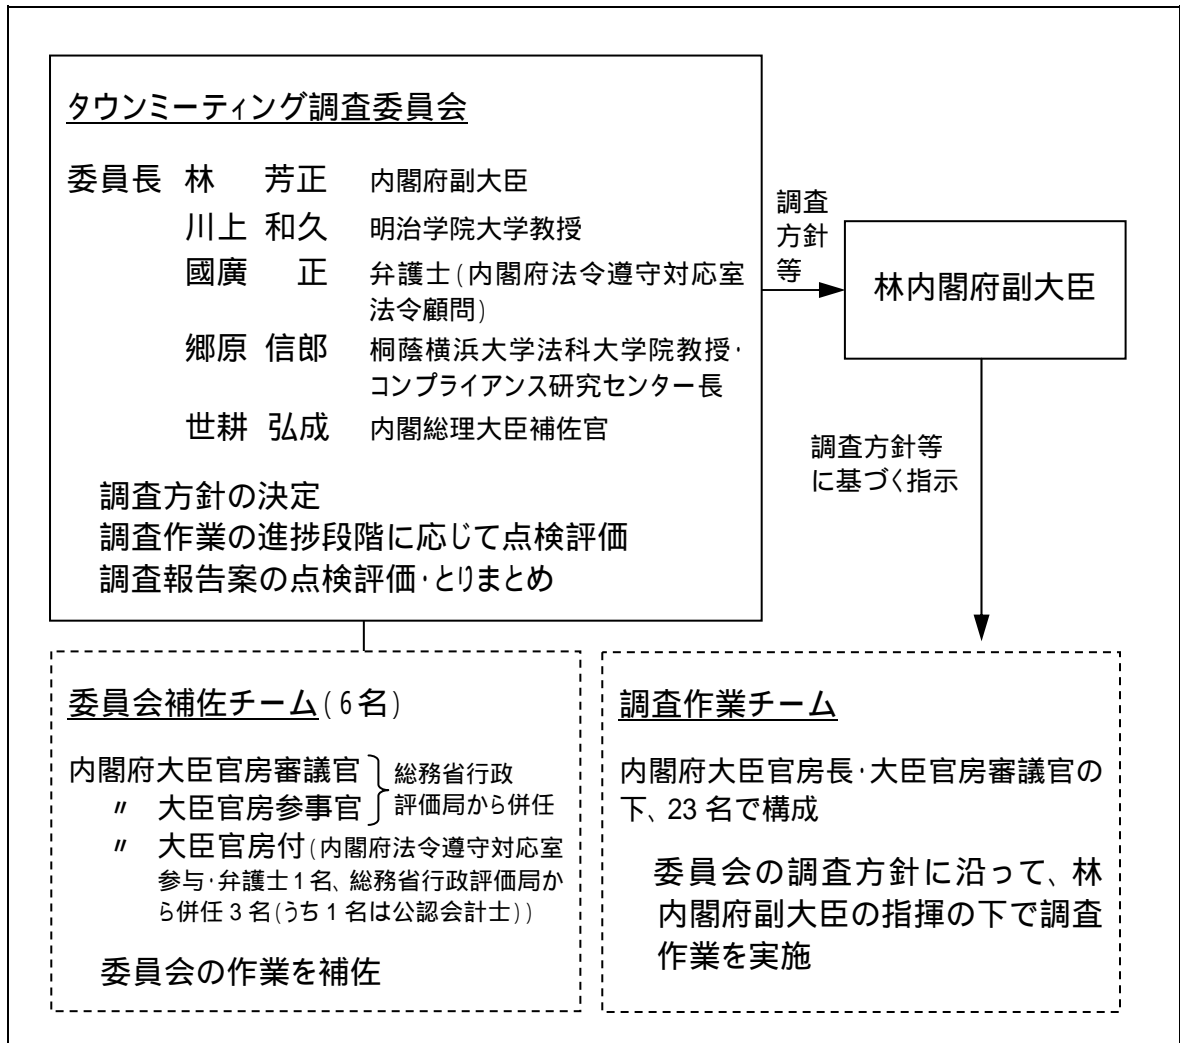 タウンミーティング調査委員会
委員長 林　芳正 内閣府副大臣
川上 和久 明治学院大学教授
國廣　正 弁護士(内閣府法令遵守対応室
法令顧問)
郷原 信郎 桐蔭横浜大学法科大学院教授・
コンプライアンス研究センター長
世耕 弘成 内閣総理大臣補佐官
調査方針の決定
調査作業の進捗段階に応じて点検評価
調査報告案の点検評価・とりまとめ
調査
方針
等
林内閣府副大臣
調査方針等
に基づく指示
委員会補佐チーム(6名)
内閣府大臣官房審議官
〃 大臣官房参事官
総務省行政
評価局から併任
〃 大臣官房付(内閣府法令遵守対応室
参与・弁護士1名、総務省行政評価局か
ら併任3名(うち1名は公認会計士))
委員会の作業を補佐
調査作業チーム
内閣府大臣官房長・大臣官房審議官の
下、23名で構成
委員会の調査方針に沿って、林
内閣府副大臣の指揮の下で調査
作業を実施